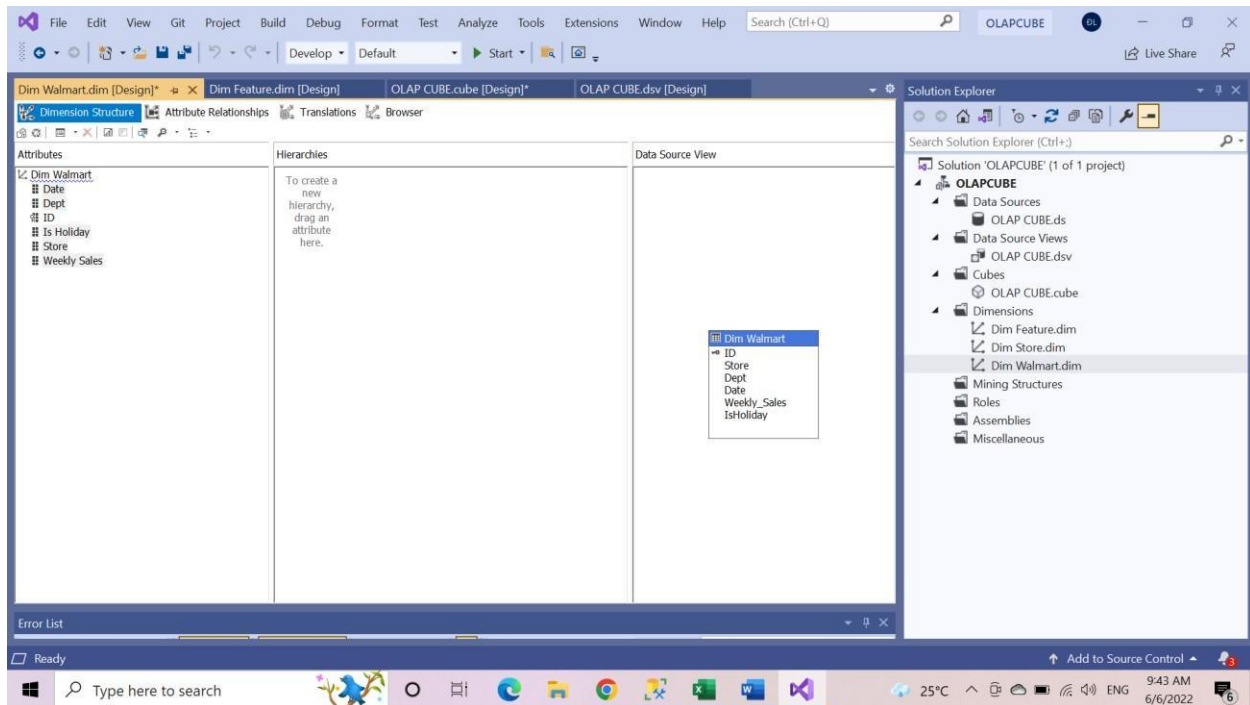 File Edit View Git Project Build Debug Format Test Analyze Tools Extensions Window Help Search (Ctrl+Q) OLAPCUBE DL
Develop Default Start Live Share
Dim Walmart.dim [Design]* Dim Feature.dim [Design] OLAP CUBE.cube [Design]* OLAP CUBE.dsv [Design]
Dimension Structure Attribute Relationships Translations Browser
Attributes
Dim Walmart
Date
Dept
ID
Is Holiday
Store
Weekly Sales
Hierarchies
To create a
new
hierarchy,
drag an
attribute
here.
Data Source View
Dim Walmart
ID
Store
Dept
Date
Weekly_Sales
IsHoliday
Solution Explorer
Search Solution Explorer (Ctrl+;)
Solution 'OLAPCUBE' (1 of 1 project)
OLAPCUBE
Data Sources
OLAP CUBE.ds
Data Source Views
OLAP CUBE.dsv
Cubes
OLAP CUBE.cube
Dimensions
Dim Feature.dim
Dim Store.dim
Dim Walmart.dim
Mining Structures
Roles
Assemblies
Miscellaneous
Error List
Ready Add to Source Control 3
Type here to search 25°C ENG 9:43 AM
6/6/2022 6